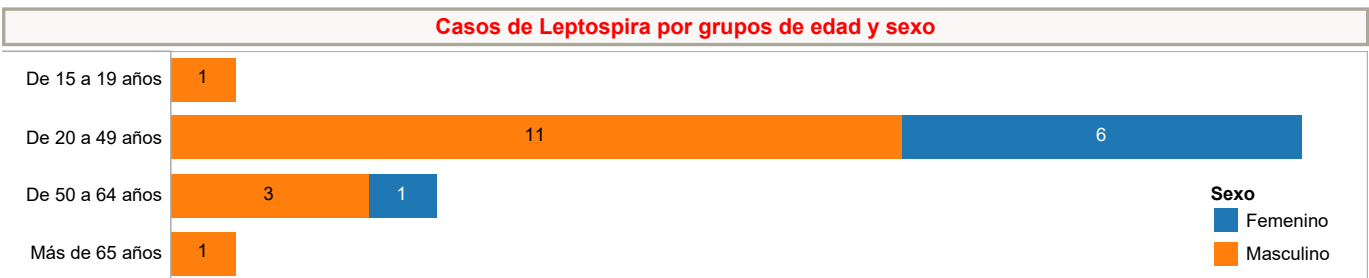 Casos de Leptospira por grupos de edad y sexo
De 15 a 19 años 1
De 20 a 49 años 11 6
De 50 a 64 años 3 1
Más de 65 años 1
Sexo
Femenino
Masculino